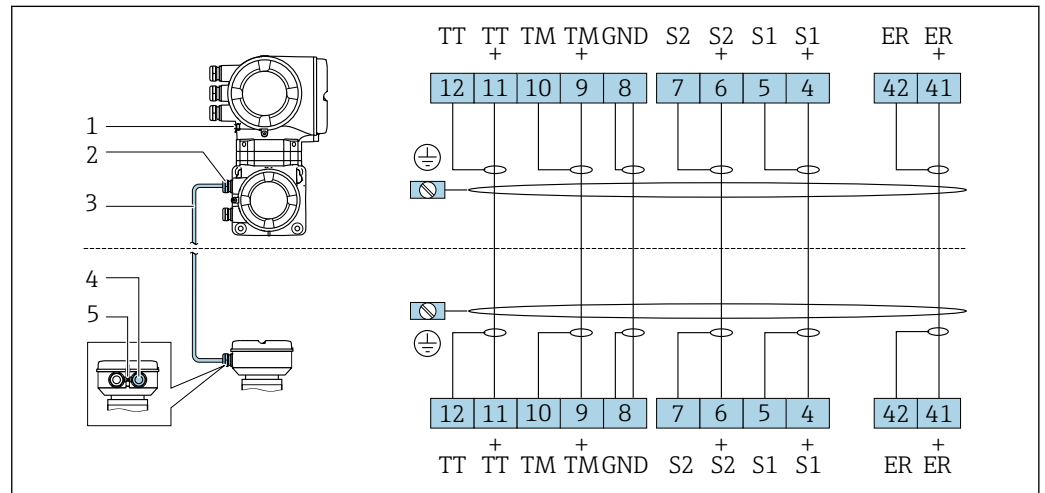 TT TT TM TM GND S2 S2 S1 S1 ER ER
+ + + + +
12 11 10 9 8 7 6 5 4 42 41
1
2
3
4
5
12 11 10 9 8 7 6 5 4 42 41
+ + + + +
TT TT TM TM GND S2 S2 S1 S1 ER ER